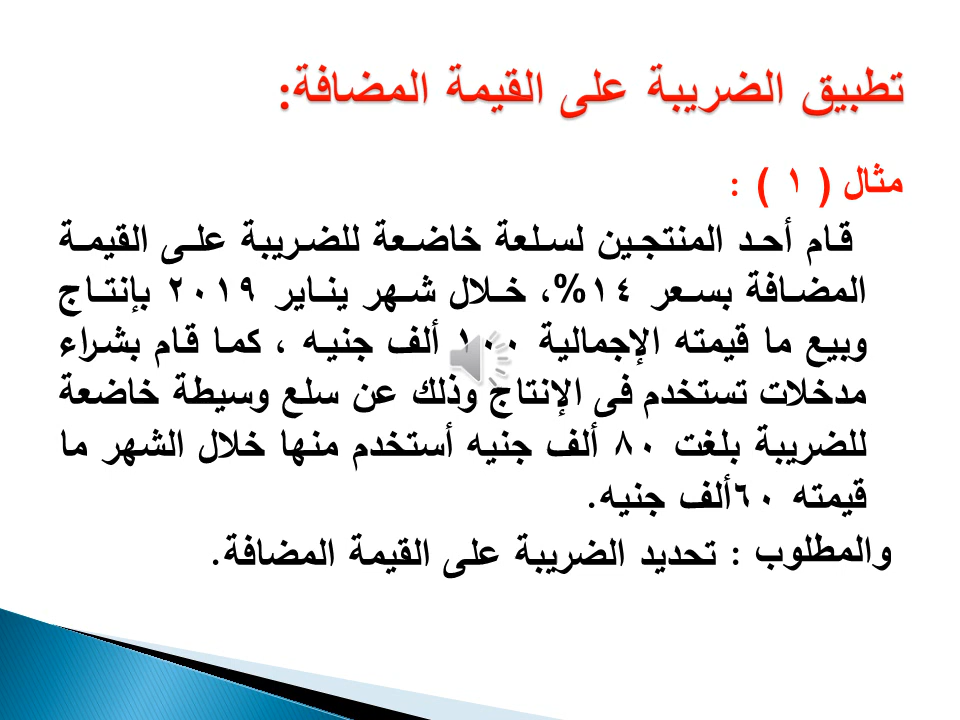 تطبيق الضريبة على القيمة المضافة:
مثال ( ١ ) :
قام أحد المنتجين لسلعة خاضعة للضريبة على القيمة
المضافة بسعر ١٤%، خلال شهر يناير ٢٠١٩ بإنتاج
وبيع ما قيمته الإجمالية ١٠٠ ألف جنيه ، كما قام بشراء
مدخلات تستخدم فى الإنتاج وذلك عن سلع وسيطة خاضعة
للضريبة بلغت ٨٠ ألف جنيه أستخدم منها خلال الشهر ما
قيمته ٦٠ألف جنيه.
والمطلوب : تحديد الضريبة على القيمة المضافة.